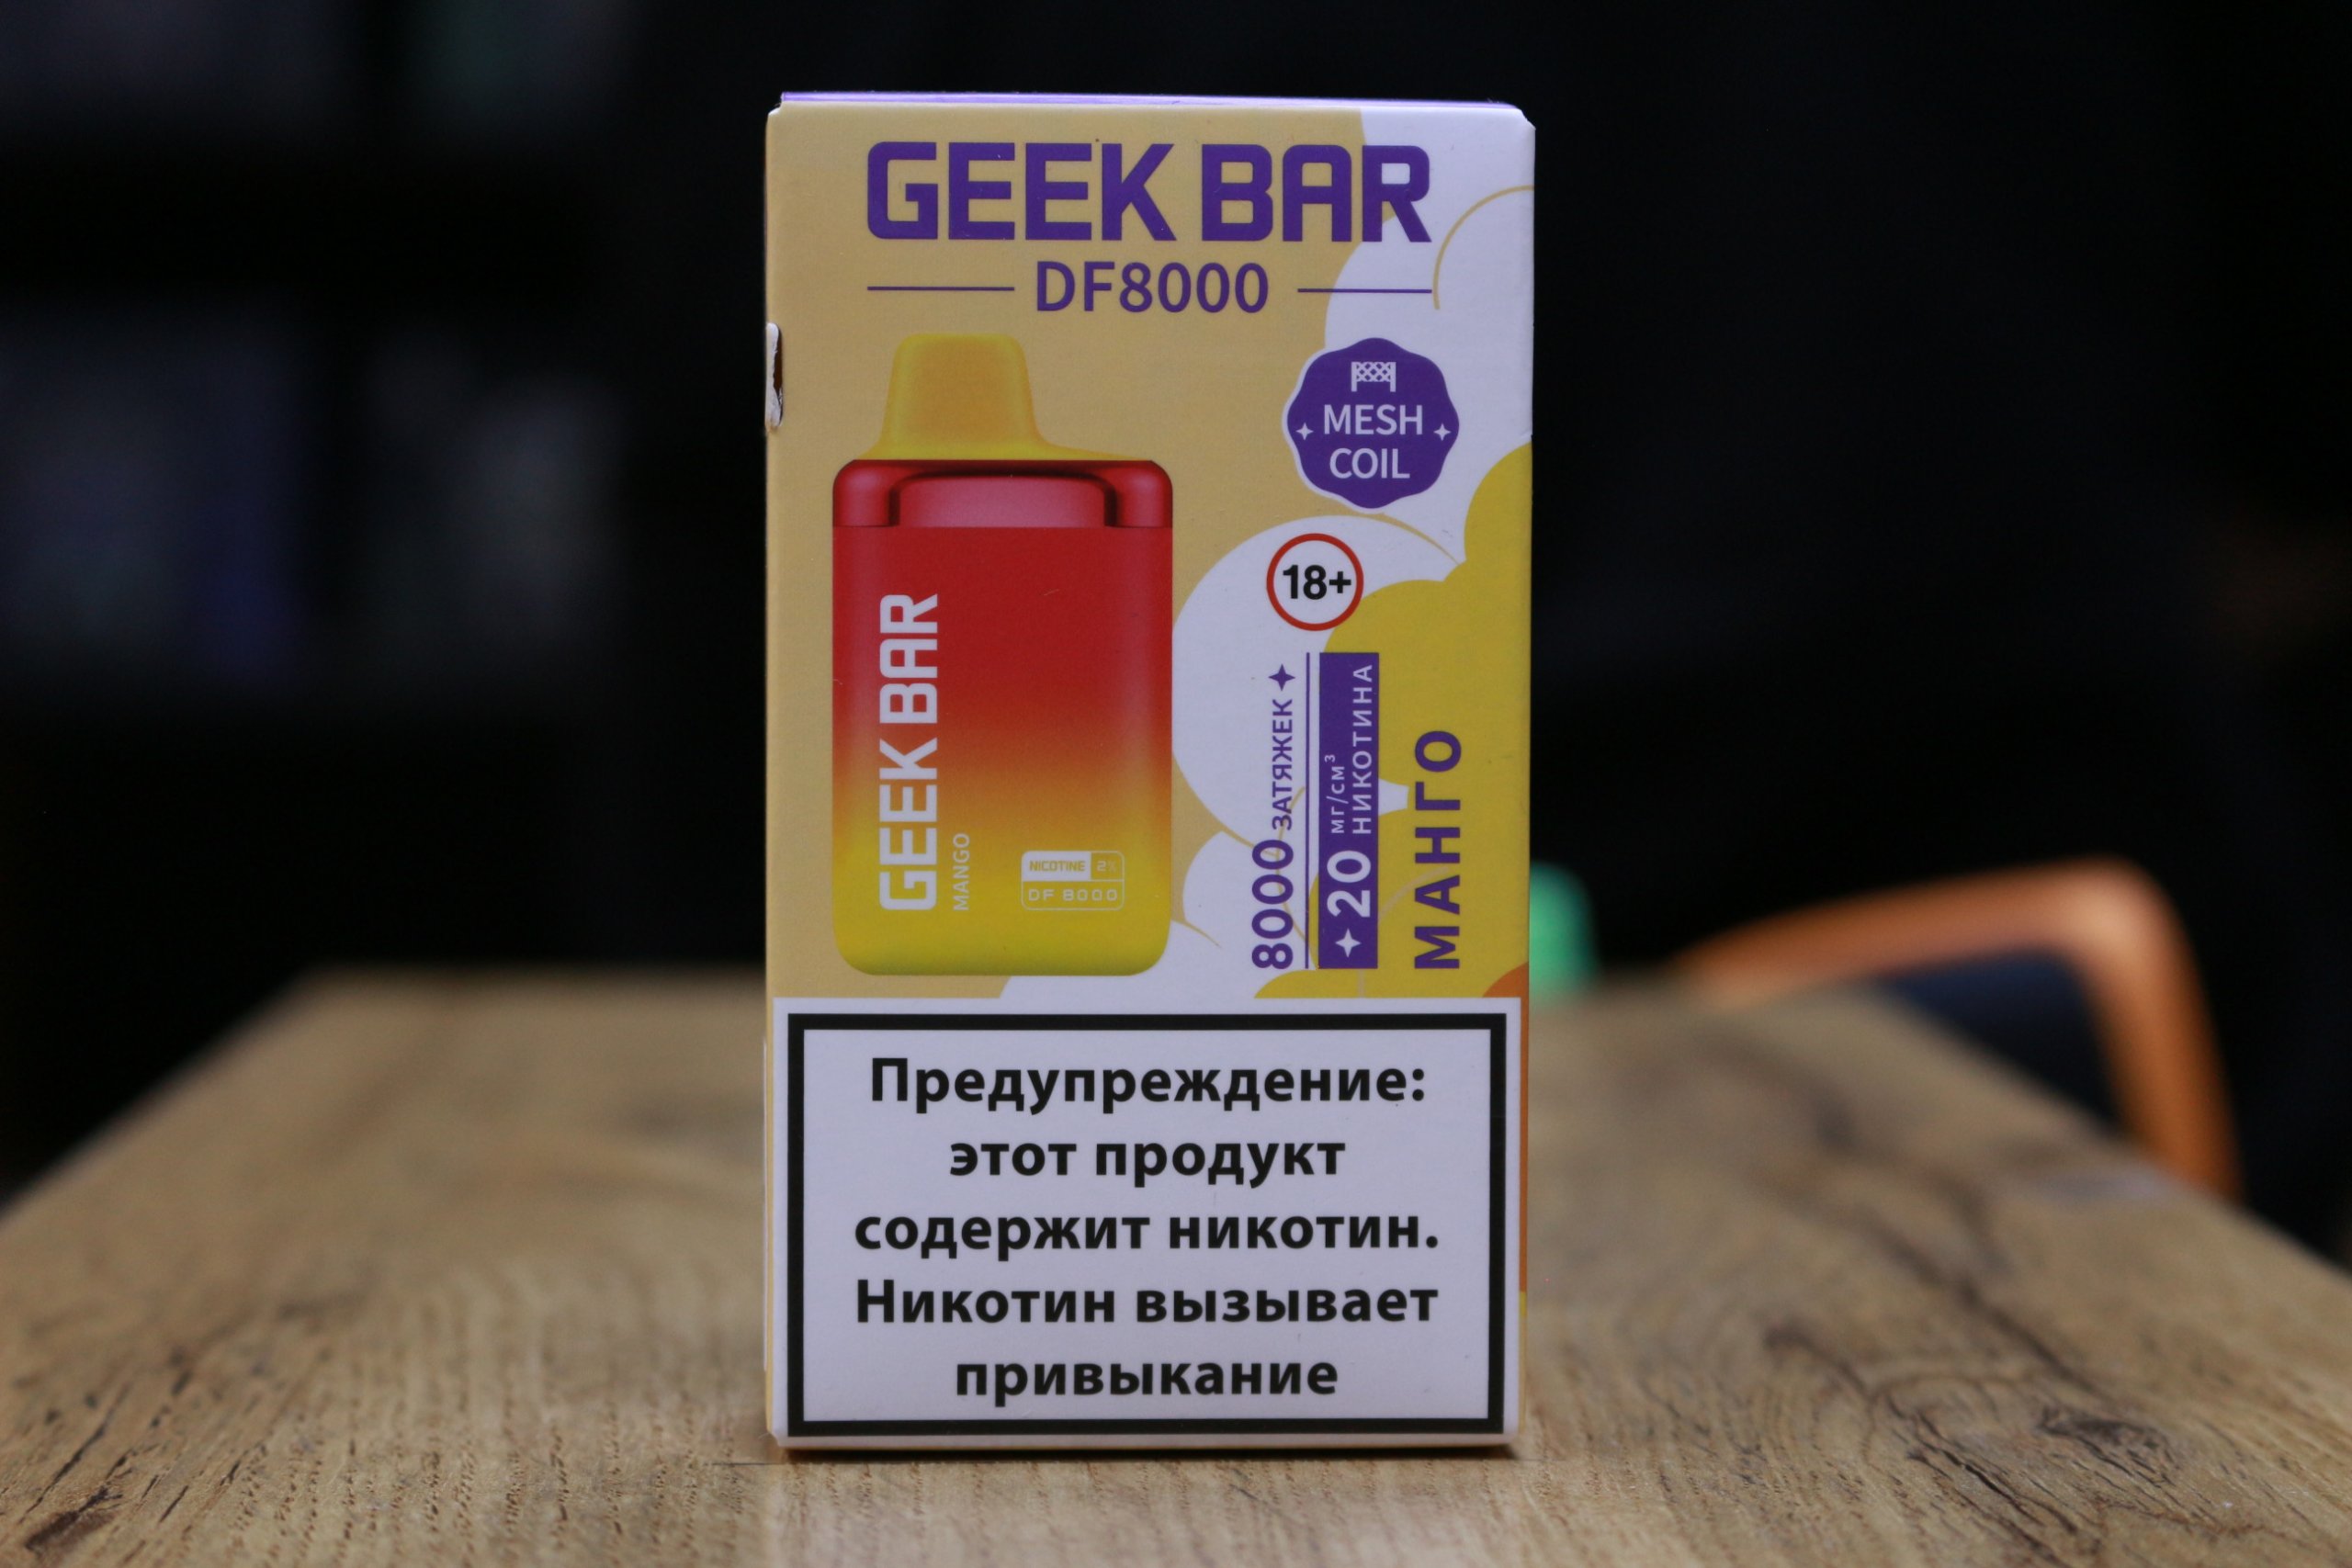 GEEK BAR
DF8000
MESH
COIL
18+
GEEK BAR
MANGO
NICOTINE 2%
DF 8000
8000 ЗАТЯЖЕК
20 мг/см³
НИКОТИНА
МАНГО
Предупреждение:
этот продукт
содержит никотин.
Никотин вызывает
привыкание